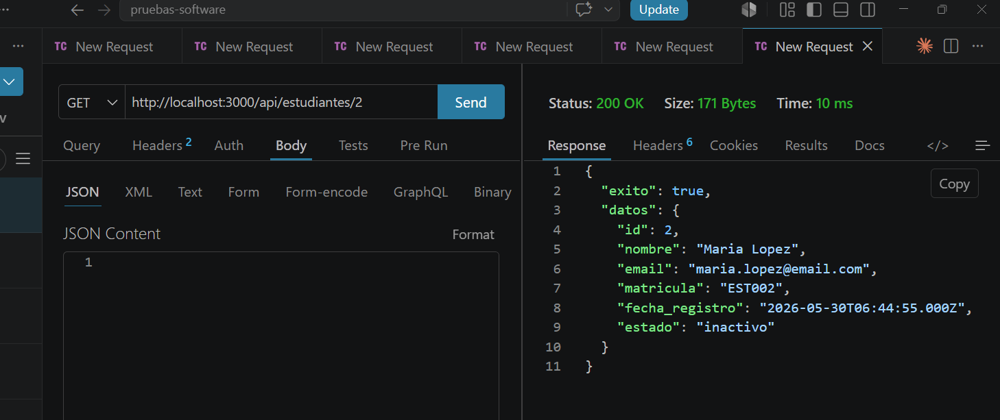 pruebas-software
Update
TC New Request
TC New Request
TC New Request
TC New Request
TC New Request
TC New Request
GET
http://localhost:3000/api/estudiantes/2
Send
Query Headers 2 Auth Body Tests Pre Run
JSON XML Text Form Form-encode GraphQL Binary
JSON Content
Format
1
Status: 200 OK Size: 171 Bytes Time: 10 ms
Response Headers 6 Cookies Results Docs </>
Copy
1 {
2 "exito": true,
3 "datos": {
4 "id": 2,
5 "nombre": "Maria Lopez",
6 "email": "maria.lopez@email.com",
7 "matricula": "EST002",
8 "fecha_registro": "2026-05-30T06:44:55.000Z",
9 "estado": "inactivo"
10 }
11 }